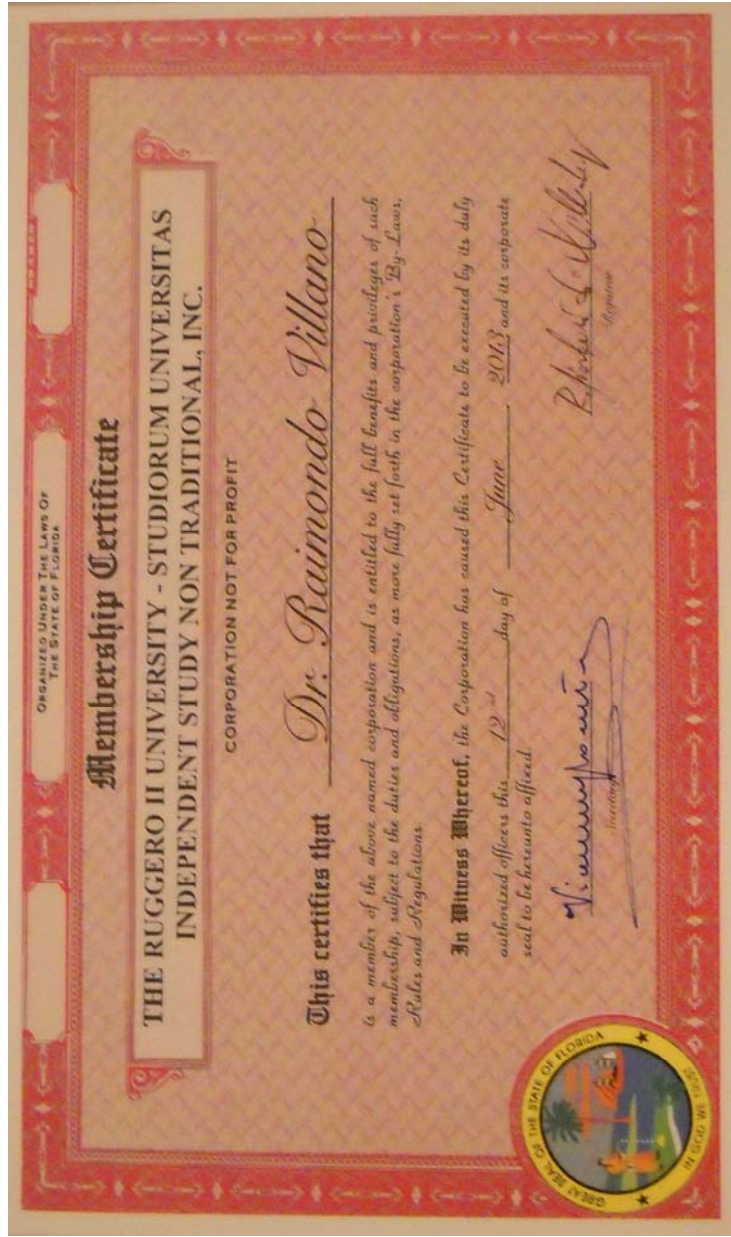 ORGANIZED UNDER THE LAWS OF
THE STATE OF FLORIDA
Membership Certificate
THE RUGGERO II UNIVERSITY - STUDIORUM UNIVERSITAS
INDEPENDENT STUDY NON TRADITIONAL, INC.
CORPORATION NOT FOR PROFIT
This certifies that Dr. Raimondo Villano
is a member of the above named corporation and is entitled to the full benefits and privileges of such
membership, subject to the duties and obligations, as more fully set forth in the corporation's By-Laws,
Rules and Regulations.
In Witness Whereof, the Corporation has caused this Certificate to be executed by its duly
authorized officers this 12 day of June 2013 and its corporate
seal to be hereunto affixed.
GREAT SEAL OF THE STATE OF FLORIDA
IN GOD WE TRUST